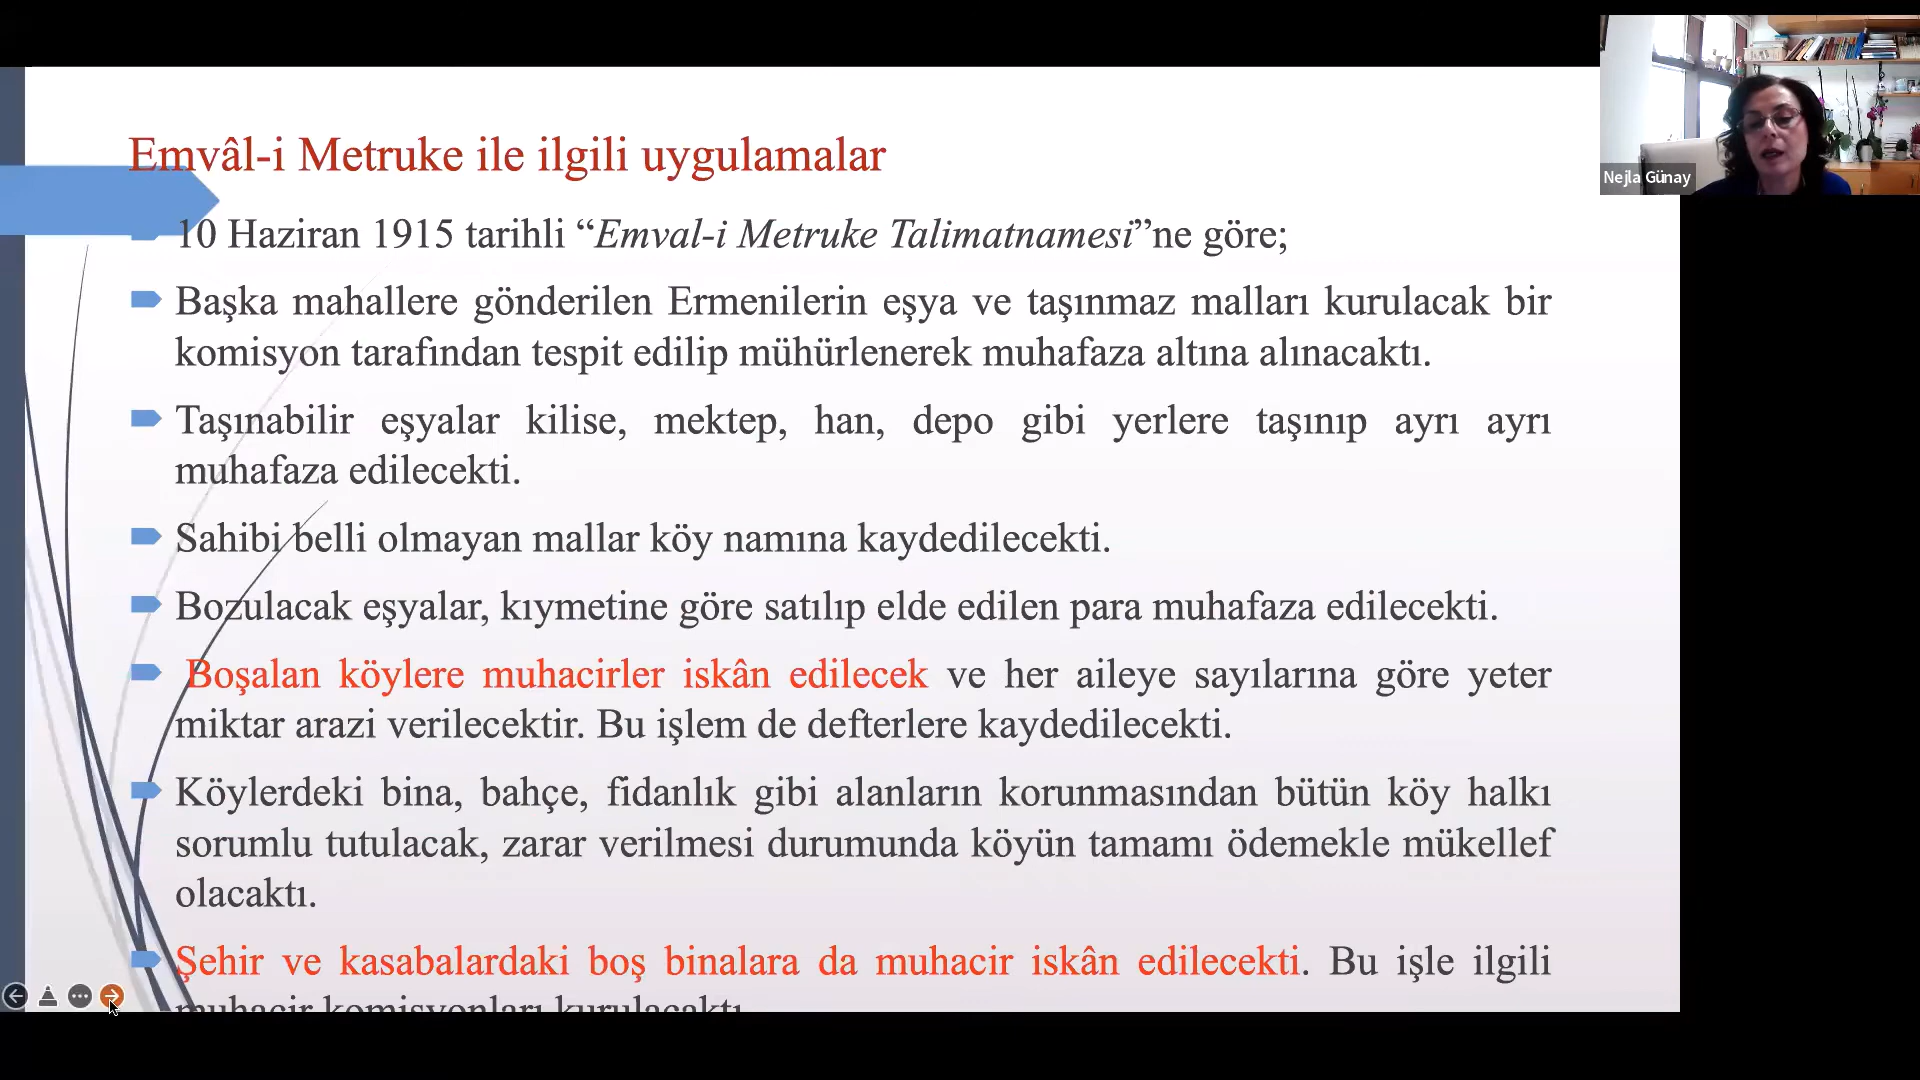 Nejla Günay
Emvâl-i Metruke ile ilgili uygulamalar
10 Haziran 1915 tarihli “Emval-i Metruke Talimatnamesi”ne göre;
Başka mahallere gönderilen Ermenilerin eşya ve taşınmaz malları kurulacak bir
komisyon tarafından tespit edilip mühürlenerek muhafaza altına alınacaktı.
Taşınabilir eşyalar kilise, mektep, han, depo gibi yerlere taşınıp ayrı ayrı
muhafaza edilecekti.
Sahibi belli olmayan mallar köy namına kaydedilecekti.
Bozulacak eşyalar, kıymetine göre satılıp elde edilen para muhafaza edilecekti.
Boşalan köylere muhacirler iskân edilecek ve her aileye sayılarına göre yeter
miktar arazi verilecektir. Bu işlem de defterlere kaydedilecekti.
Köylerdeki bina, bahçe, fidanlık gibi alanların korunmasından bütün köy halkı
sorumlu tutulacak, zarar verilmesi durumunda köyün tamamı ödemekle mükellef
olacaktı.
Şehir ve kasabalardaki boş binalara da muhacir iskân edilecekti. Bu işle ilgili
muhacir komisyonları kurulacaktı.